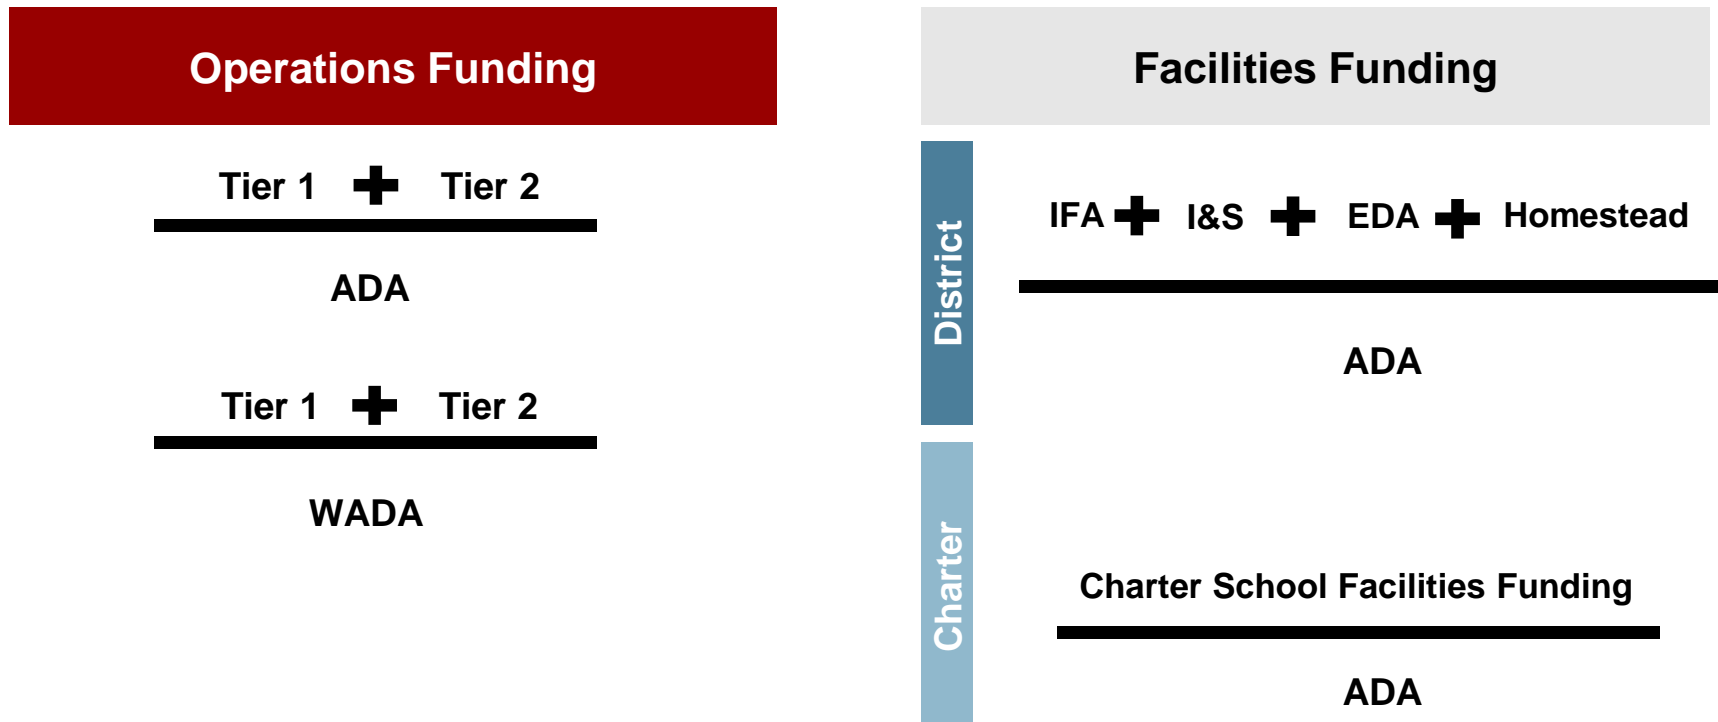 Operations Funding
Tier 1 + Tier 2
ADA
Tier 1 + Tier 2
WADA
Facilities Funding
District
IFA + I&S + EDA + Homestead
ADA
Charter
Charter School Facilities Funding
ADA